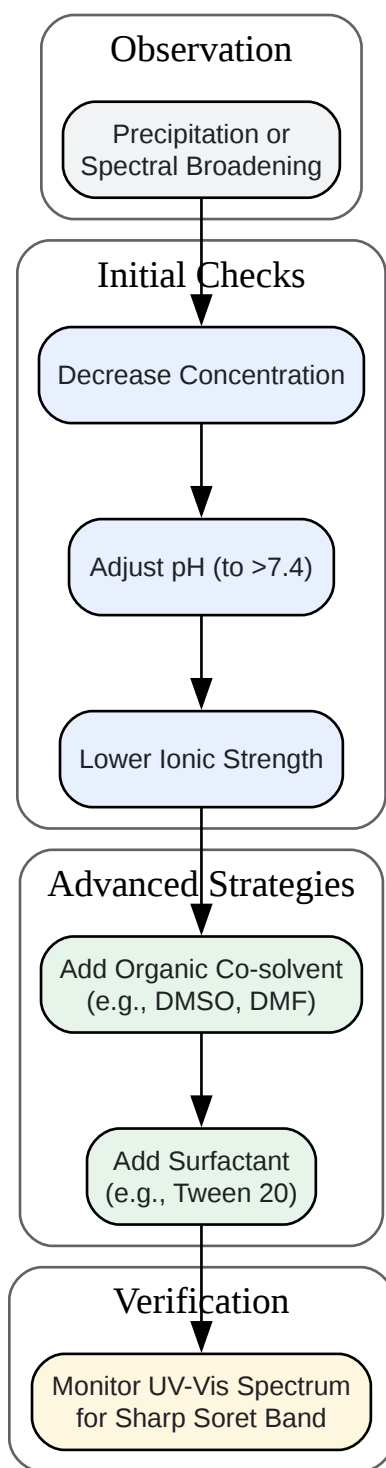 Observation
Precipitation or
Spectral Broadening
Initial Checks
Decrease Concentration
Adjust pH (to >7.4)
Lower Ionic Strength
Advanced Strategies
Add Organic Co-solvent
(e.g., DMSO, DMF)
Add Surfactant
(e.g., Tween 20)
Verification
Monitor UV-Vis Spectrum
for Sharp Soret Band